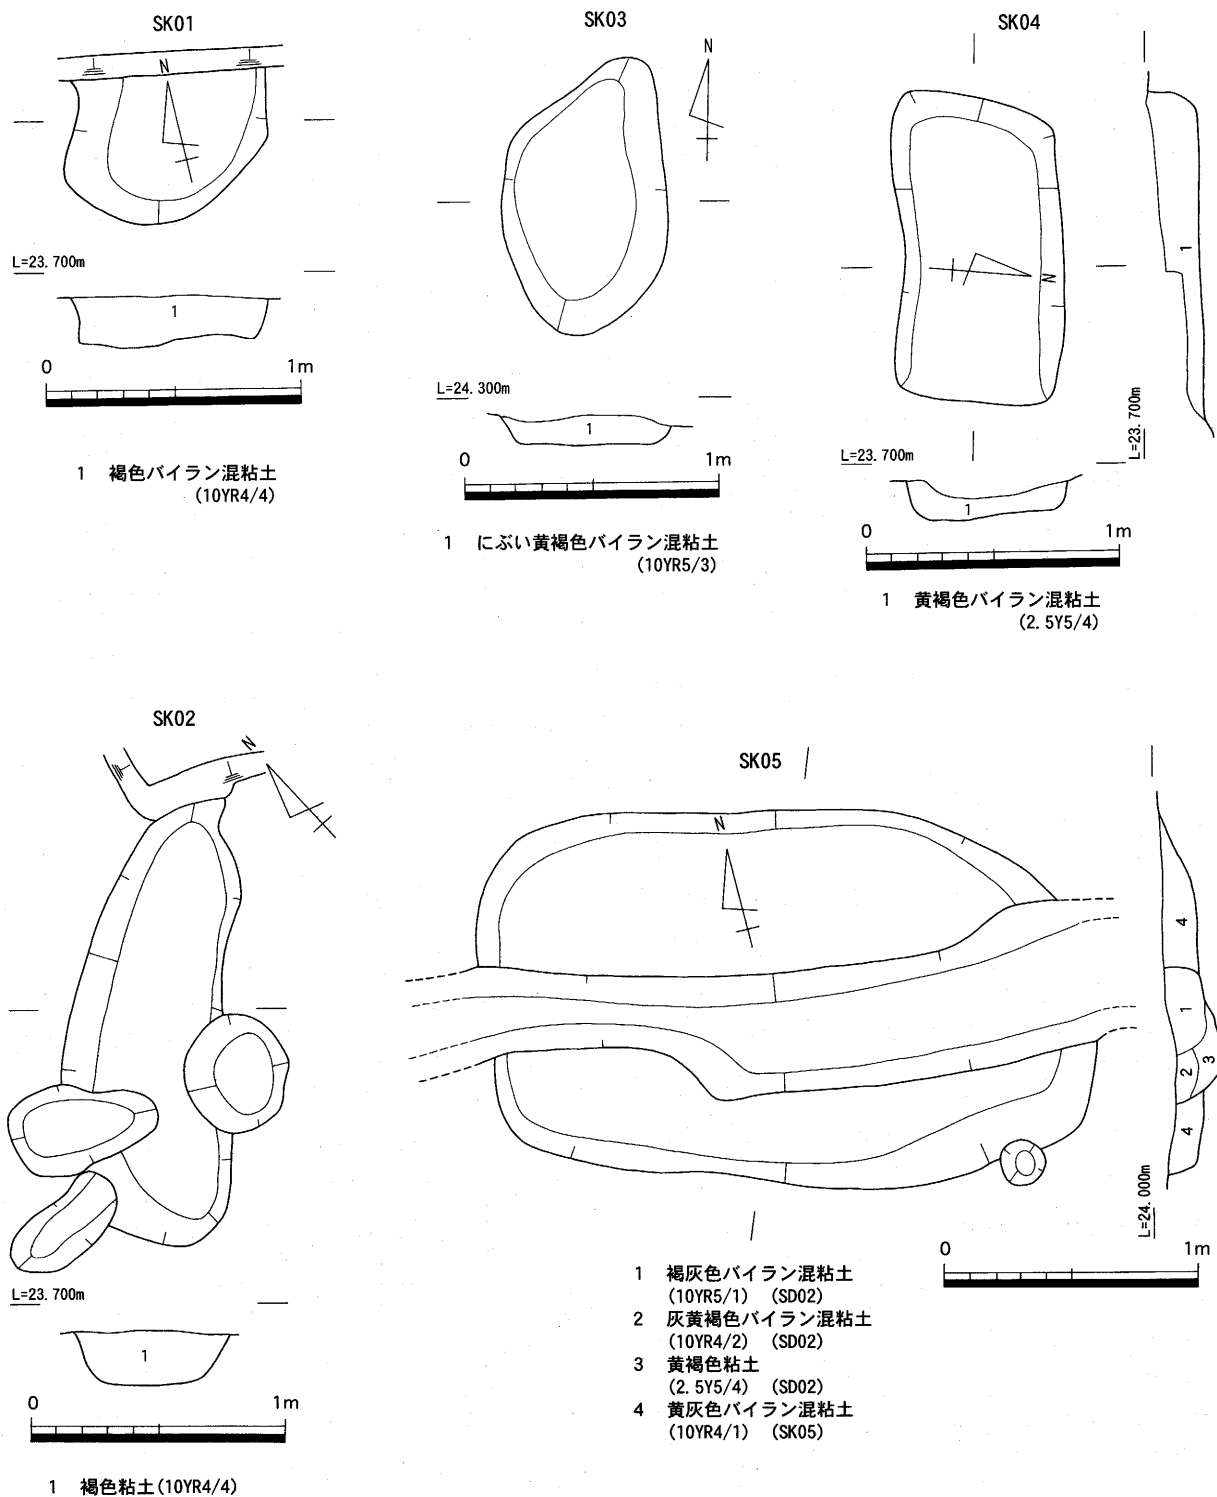 SK01
N
L=23.700m
1
0 1m
1 褐色バイラン混粘土
(10YR4/4)
SK03
N
L=24.300m
1
0 1m
1 にぶい黄褐色バイラン混粘土
(10YR5/3)
SK04
N
1
L=23.700m
L=23.700m
1
0 1m
1 黄褐色バイラン混粘土
(2.5Y5/4)
SK02
N
L=23.700m
1
0 1m
1 褐色粘土(10YR4/4)
SK05
N
4
1
3
2
4
L=24.000m
0 1m
1 褐灰色バイラン混粘土
(10YR5/1) (SD02)
2 灰黄褐色バイラン混粘土
(10YR4/2) (SD02)
3 黄褐色粘土
(2.5Y5/4) (SD02)
4 黄灰色バイラン混粘土
(10YR4/1) (SK05)